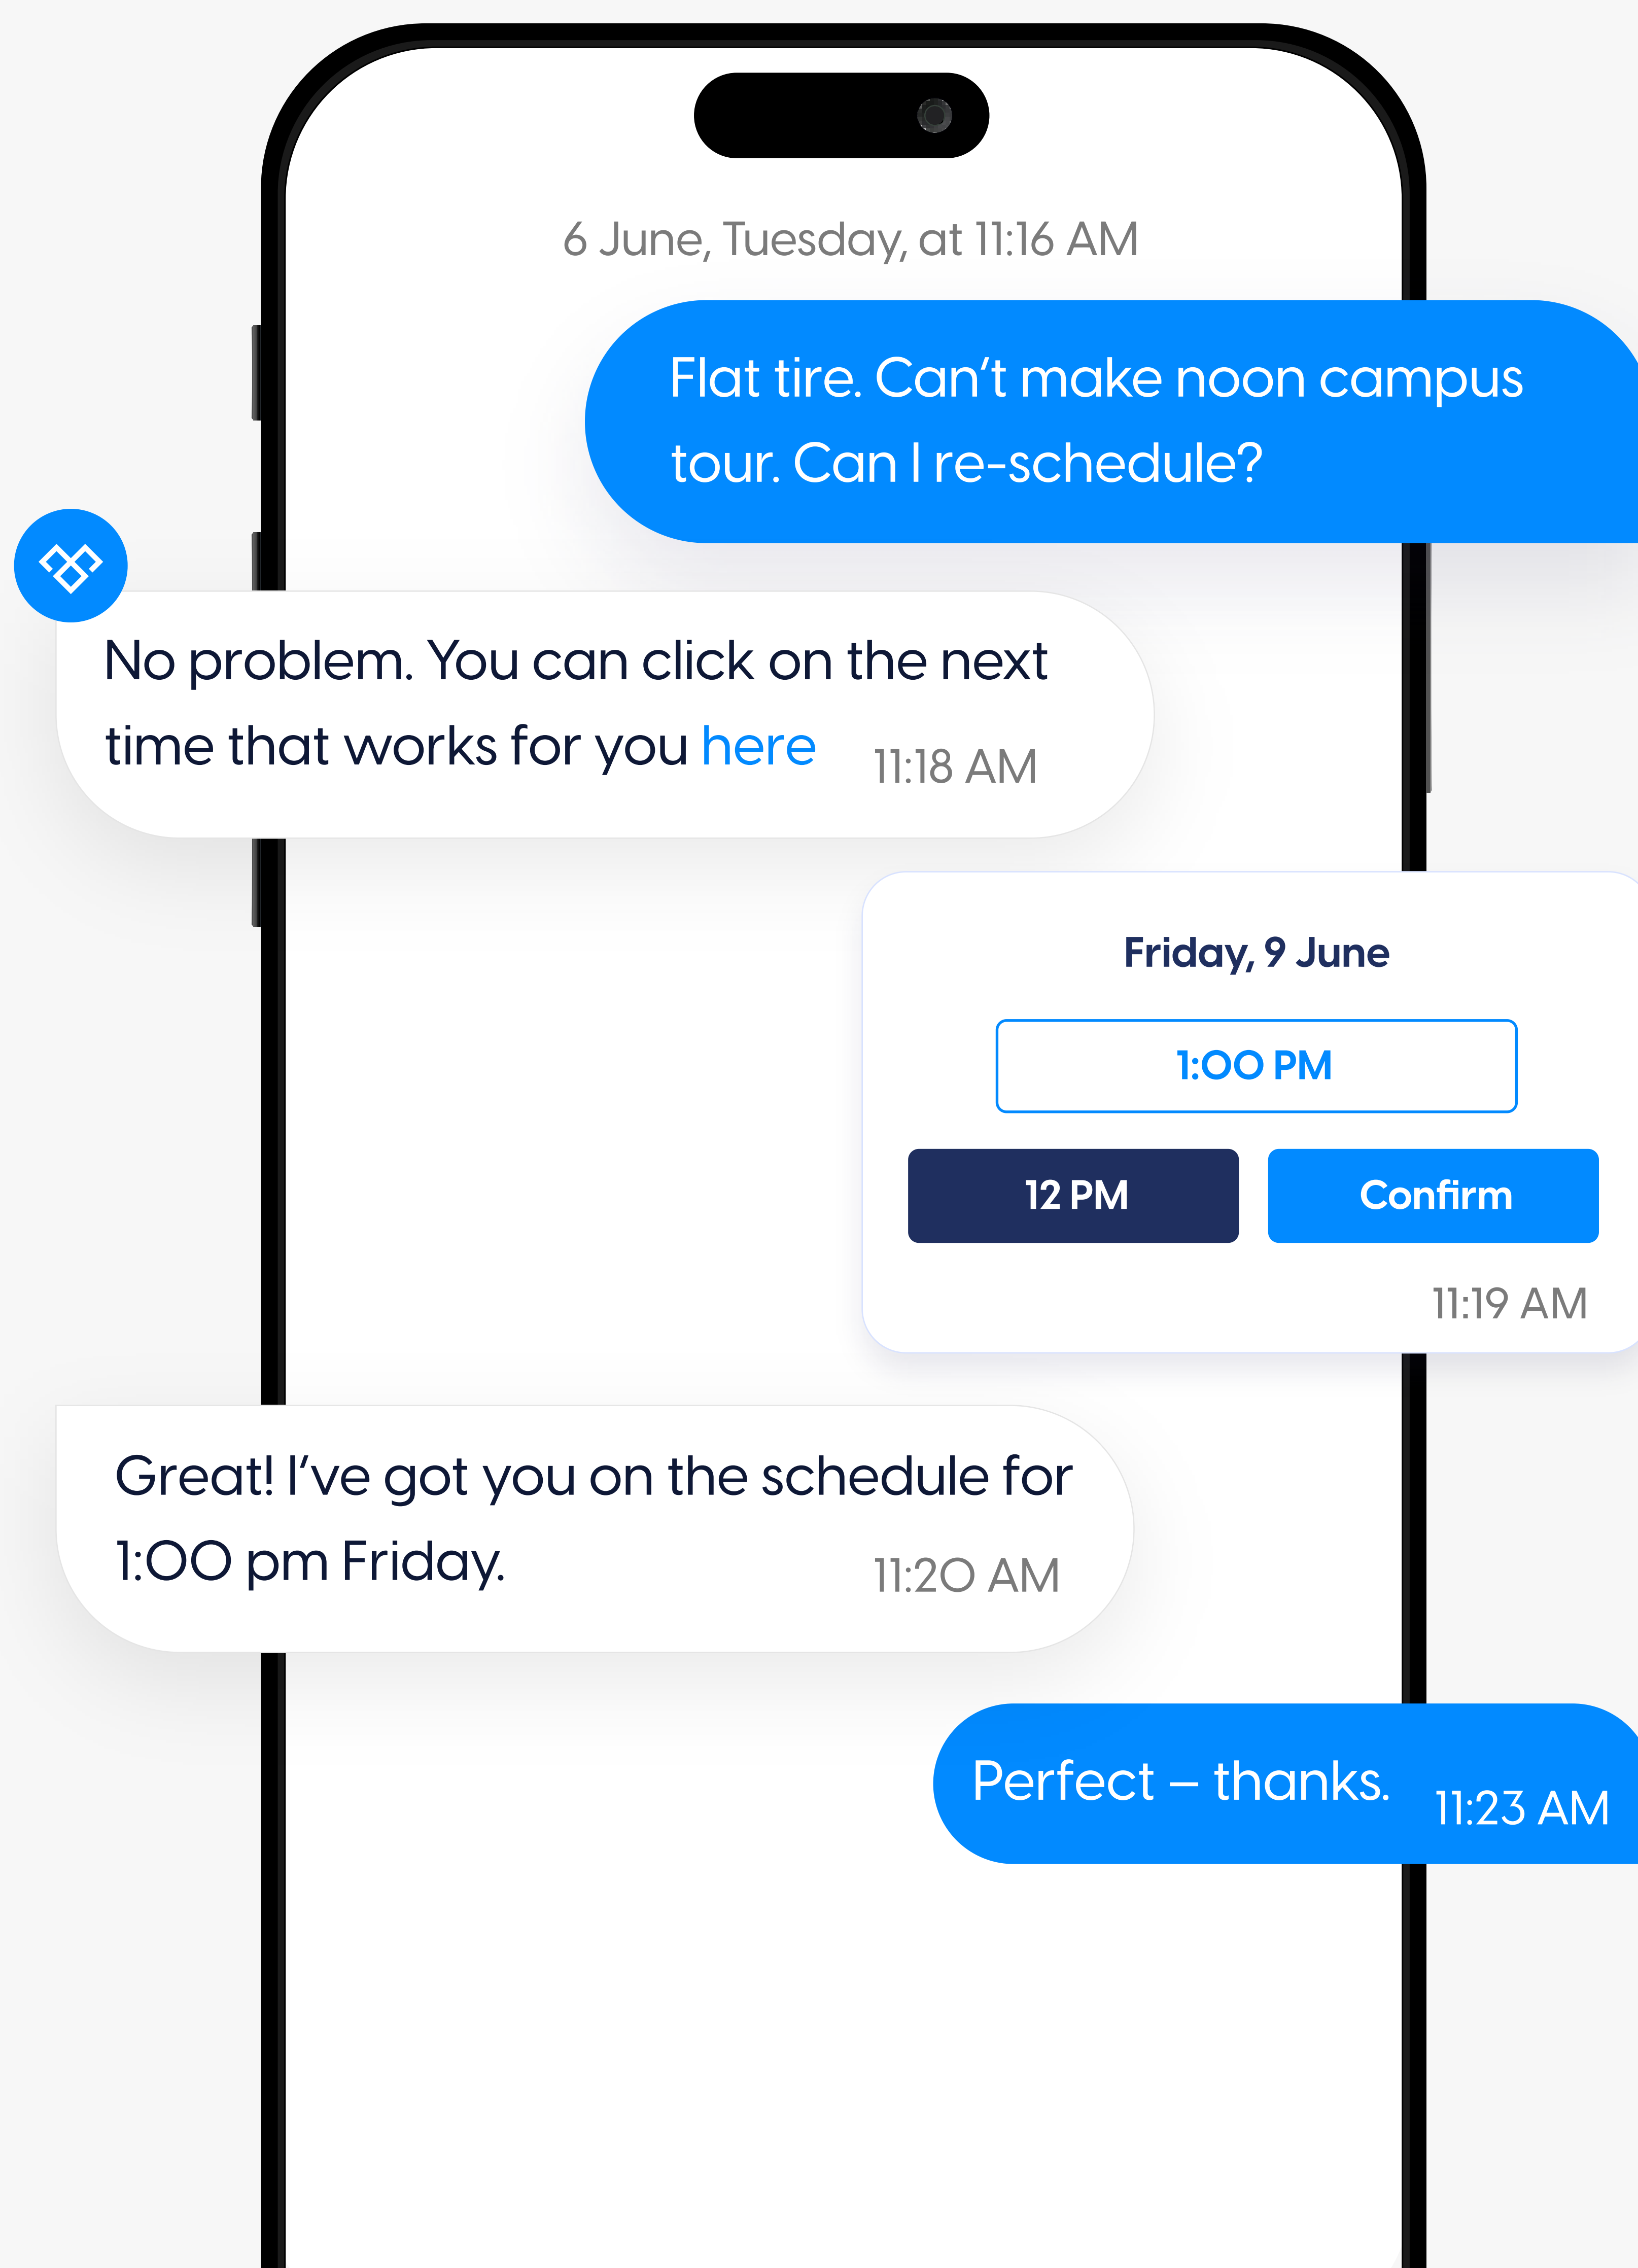 6 June, Tuesday, at 11:16 AM
Flat tire. Can’t make noon campus
tour. Can I re-schedule?
No problem. You can click on the next
time that works for you here
11:18 AM
Friday, 9 June
1:00 PM
12 PM
Confirm
11:19 AM
Great! I’ve got you on the schedule for
1:00 pm Friday.
11:20 AM
Perfect – thanks.
11:23 AM